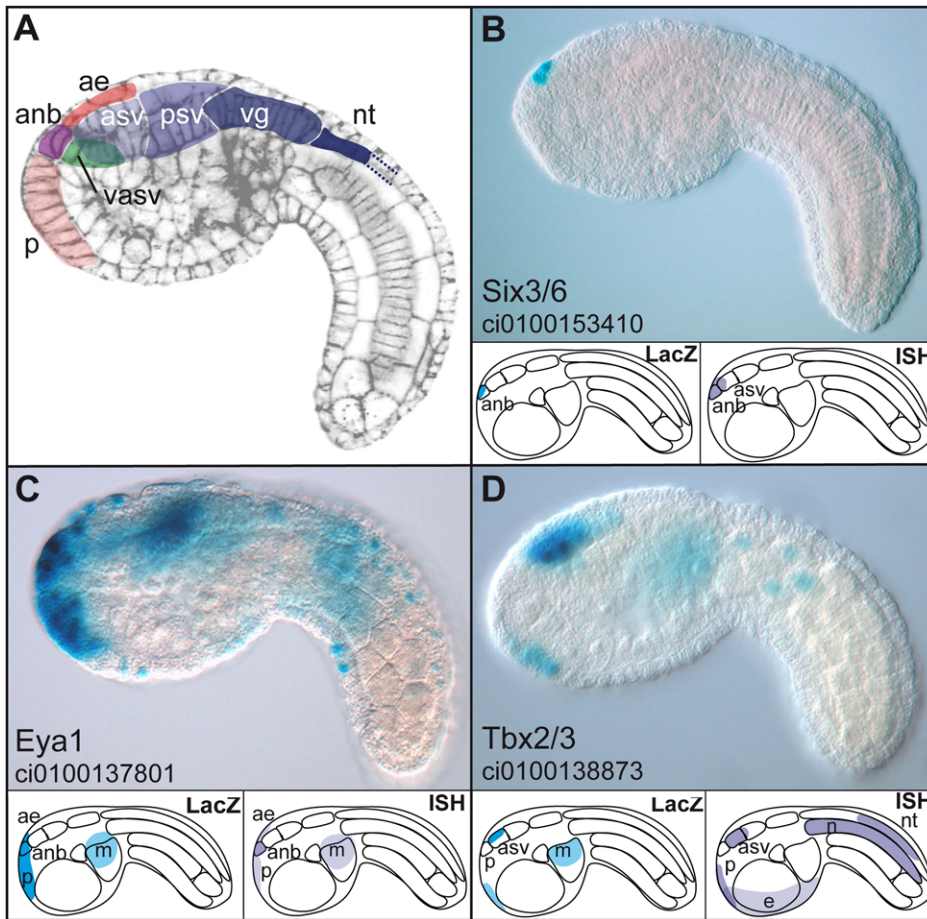 A
ae
anb
asv
psv
vg
nt
vasv
p
B
Six3/6
ci0100153410
LacZ
anb
ISH
asv
anb
C
Eya1
ci0100137801
ae
LacZ
anb
m
p
ae
ISH
anb
m
p
D
Tbx2/3
ci0100138873
LacZ
p
asv
m
ISH
nt
n
asv
p
e